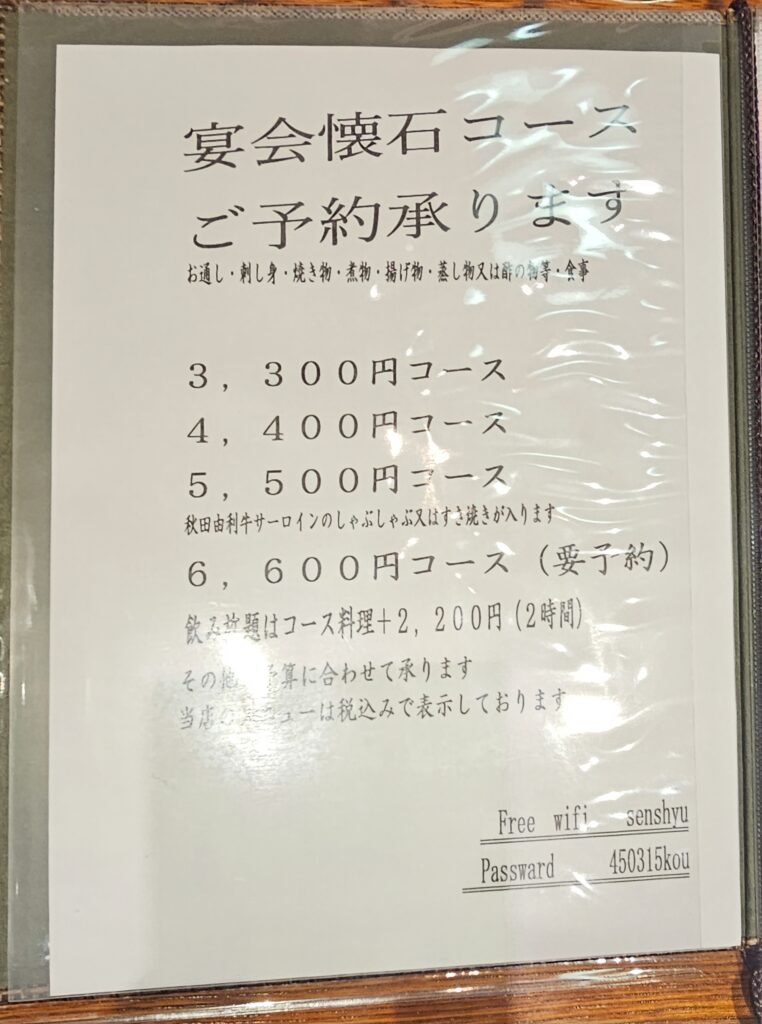 宴会懐石コース
ご予約承ります
お通し・刺し身・焼き物・煮物・揚げ物・蒸し物又は酢の物等・食事
３，３００円コース
４，４００円コース
５，５００円コース
秋田由利牛サーロインのしゃぶしゃぶ又はすき焼きが入ります
６，６００円コース（要予約）
飲み放題はコース料理＋2，200円（2時間）
その他 予算に合わせて承ります
当店のメニューは税込みで表示しております
Free wifi senshyu
Passward 450315kou